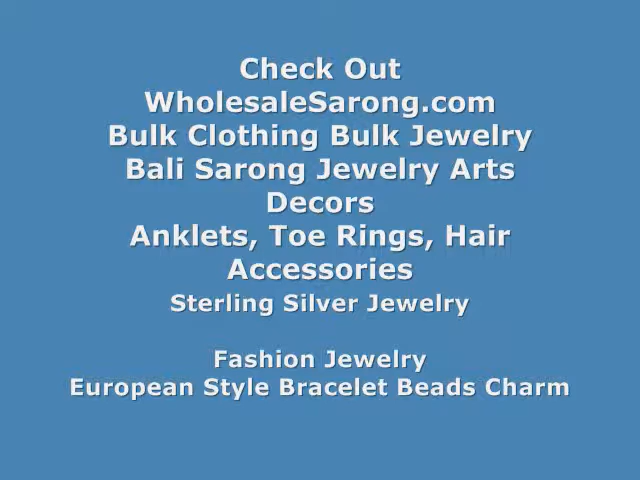 Check Out
WholesaleSarong.com
Bulk Clothing Bulk Jewelry
Bali Sarong Jewelry Arts
Decors
Anklets, Toe Rings, Hair
Accessories
Sterling Silver Jewelry
Fashion Jewelry
European Style Bracelet Beads Charm